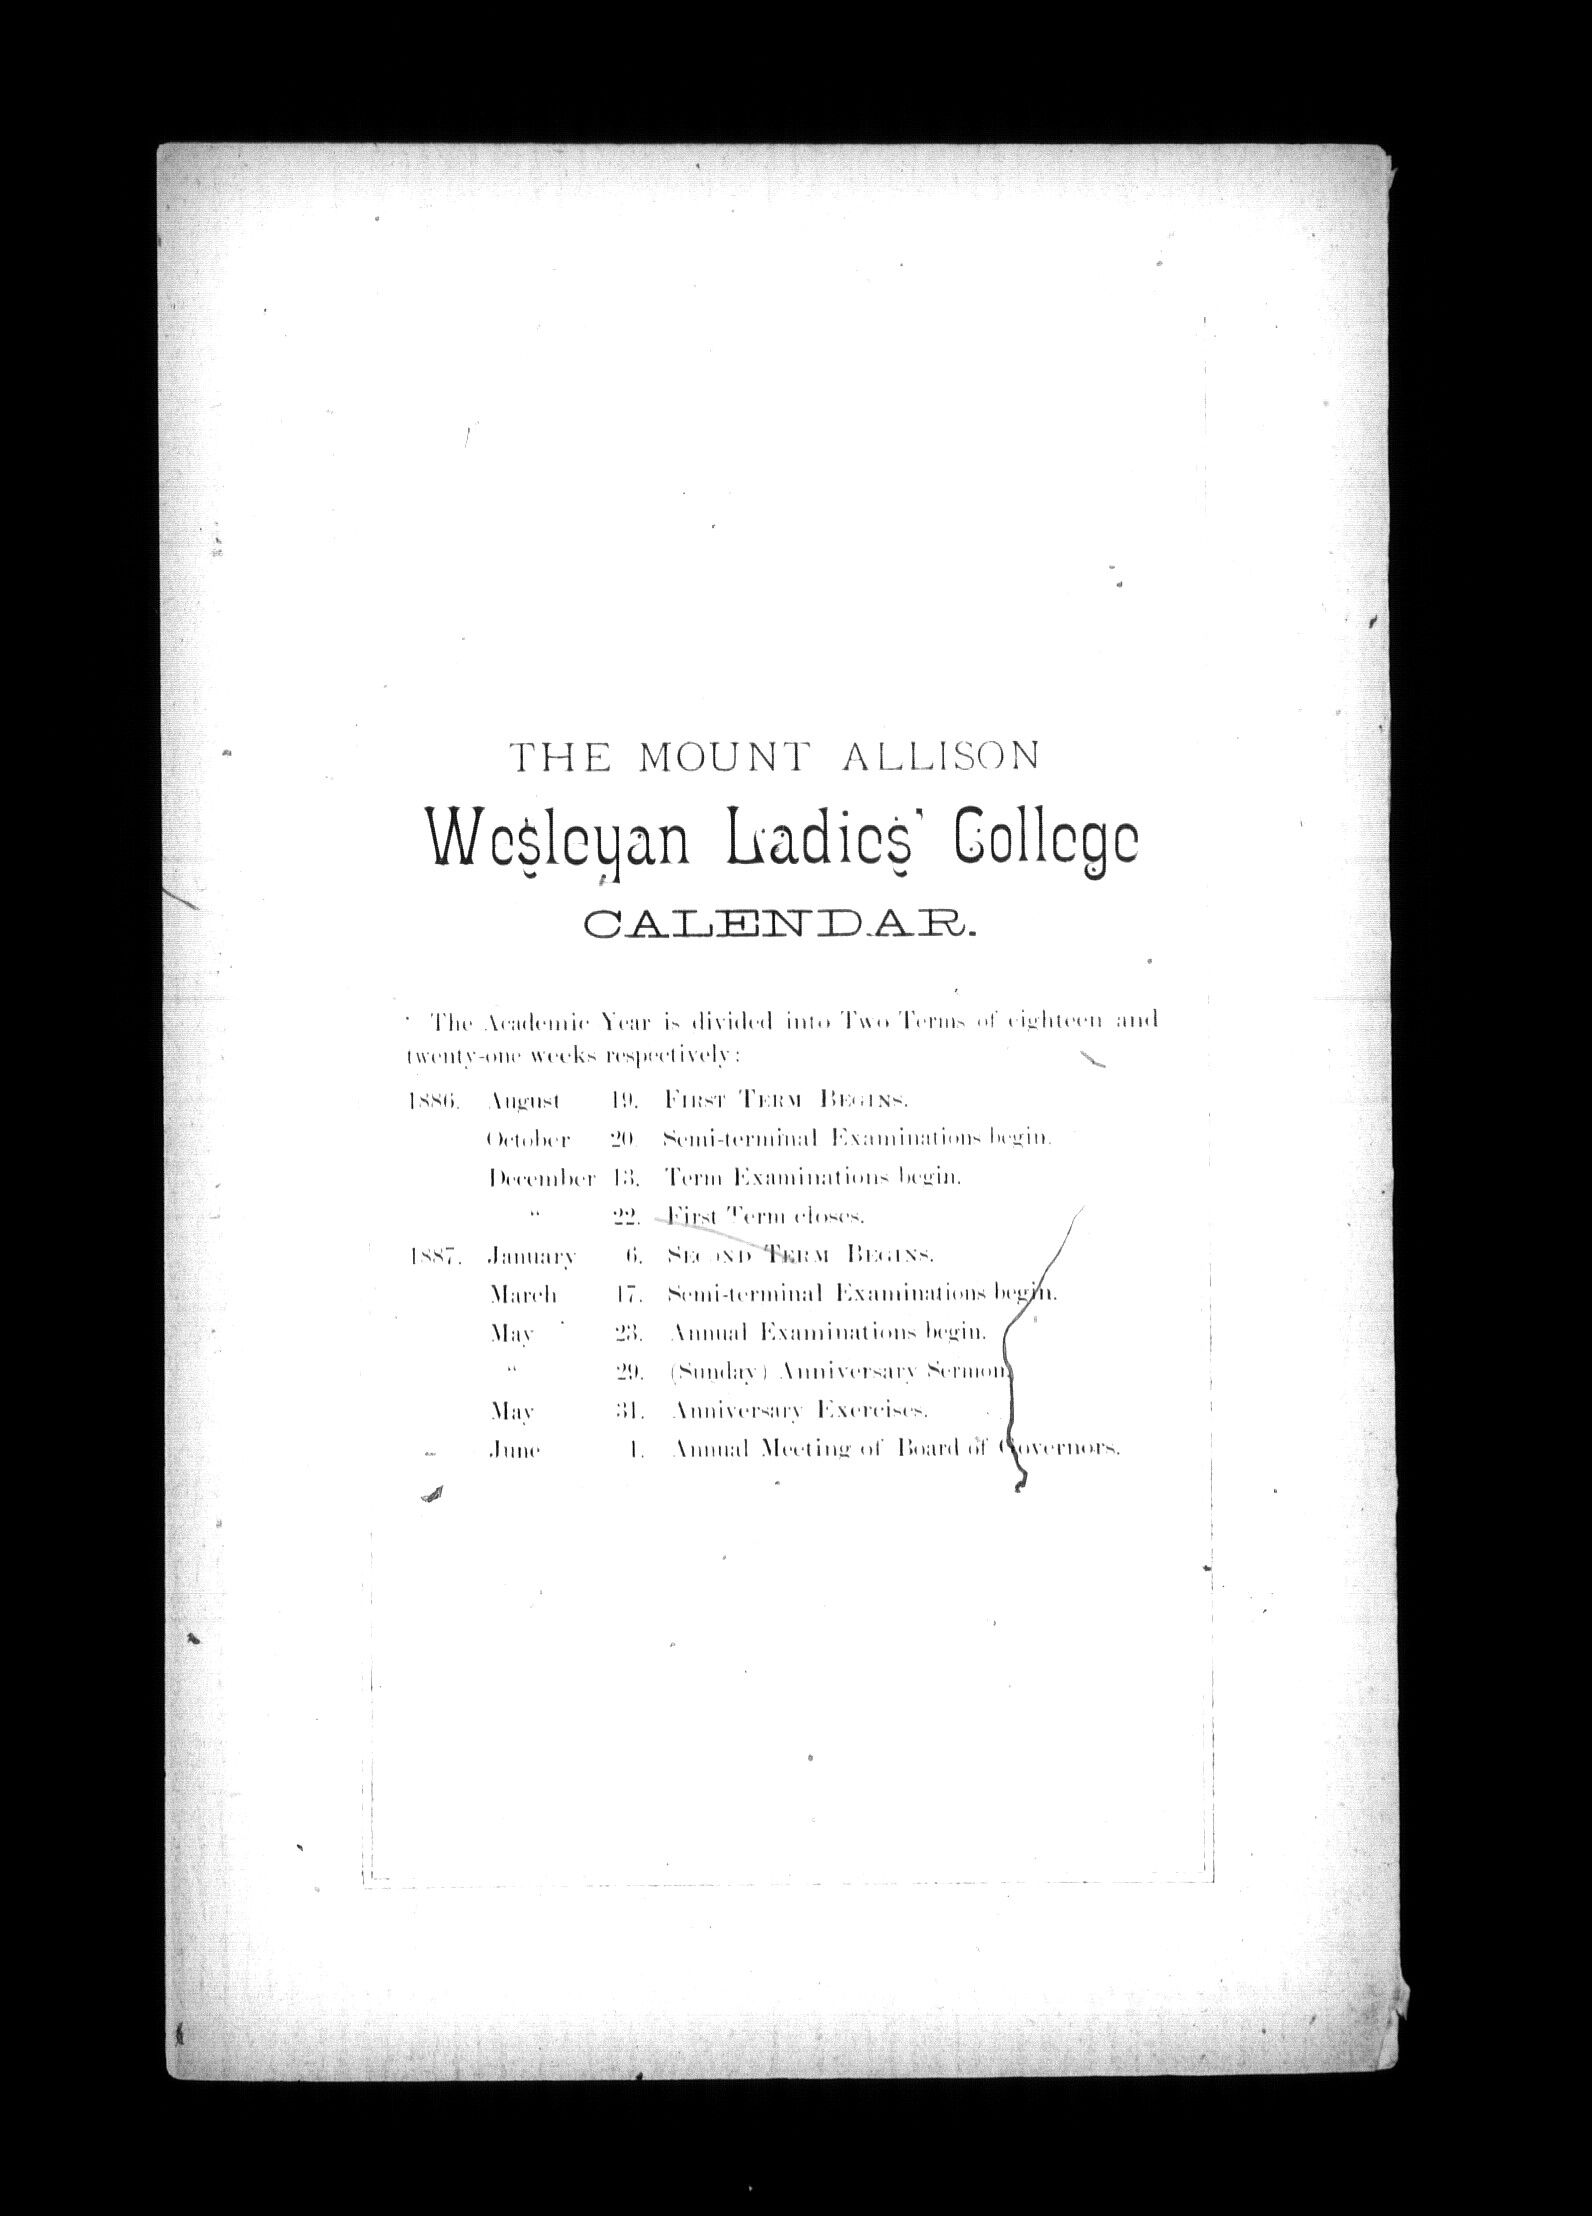 THE MOUNT ALLISON
Wesleyan Ladies' College
CALENDAR.
The Academic Year is divided into Two Terms of eighteen and
twenty-one weeks respectively:
1886. August 19. FIRST TERM BEGINS.
October 20. Semi-terminal Examinations begin.
December 13. Term Examinations begin.
" 22. First Term closes.
1887. January 6. SECOND TERM BEGINS.
March 17. Semi-terminal Examinations begin.
May 23. Annual Examinations begin.
" 29. (Sunday) Anniversary Sermon.
May 31. Anniversary Exercises.
June 1. Annual Meeting of Board of Governors.